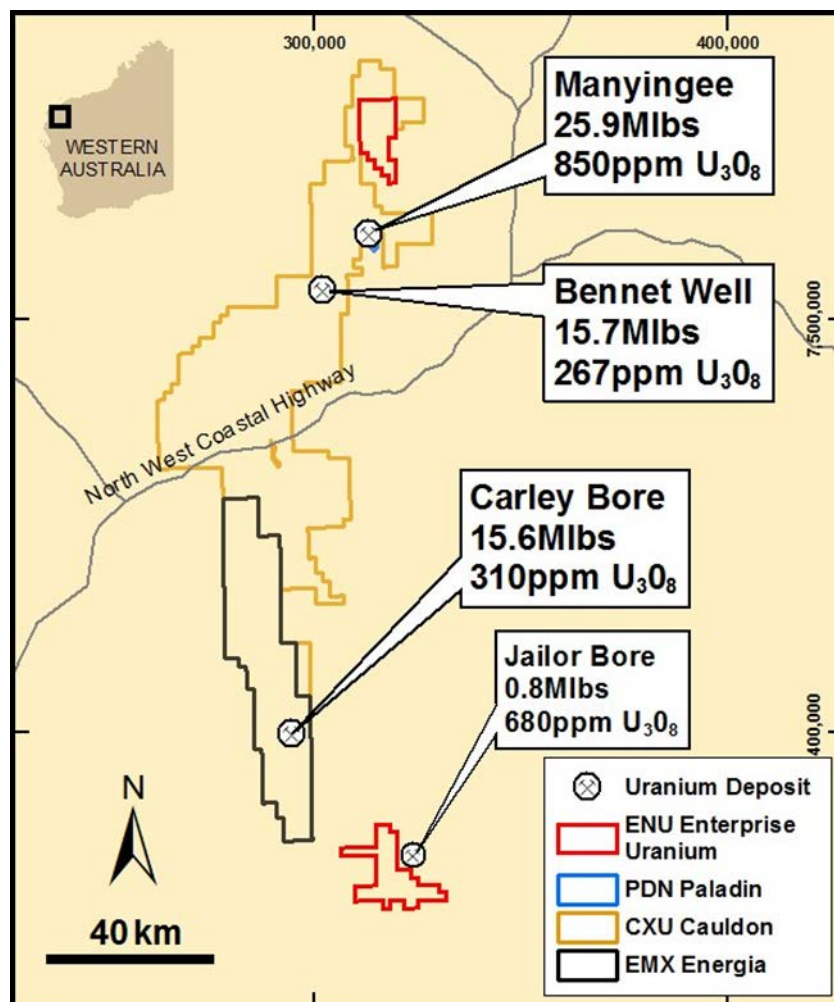 300,000
400,000
WESTERN
AUSTRALIA
Manyingee
25.9Mlbs
850ppm U₃0₈
Bennet Well
15.7Mlbs
267ppm U₃0₈
7,500,000
North West Coastal Highway
Carley Bore
15.6Mlbs
310ppm U₃0₈
Jailor Bore
0.8Mlbs
680ppm U₃0₈
400,000
N
40 km
Uranium Deposit
ENU Enterprise
Uranium
PDN Paladin
CXU Cauldon
EMX Energia